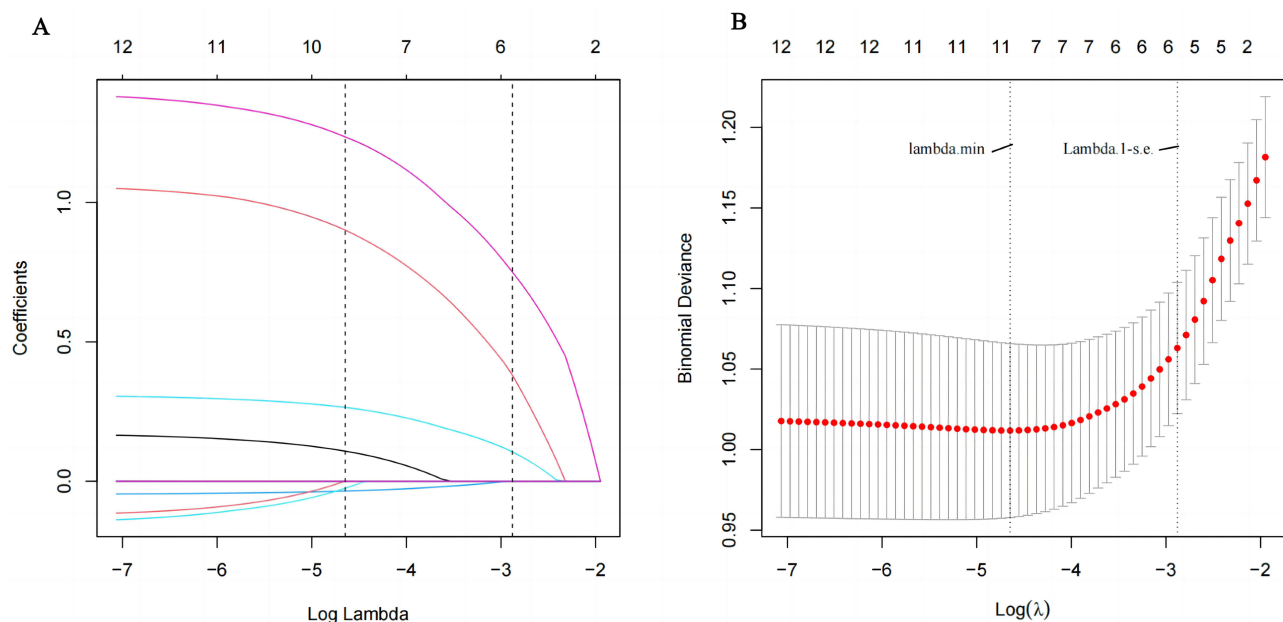 A
12 11 10 7 6 2
Coefficients
1.0
0.5
0.0
−7 −6 −5 −4 −3 −2
Log Lambda
B
12 12 12 11 11 11 7 7 7 6 6 6 5 5 2
lambda.min
Lambda.1-s.e.
Binomial Deviance
1.20
1.15
1.10
1.05
1.00
0.95
−7 −6 −5 −4 −3 −2
Log(λ)